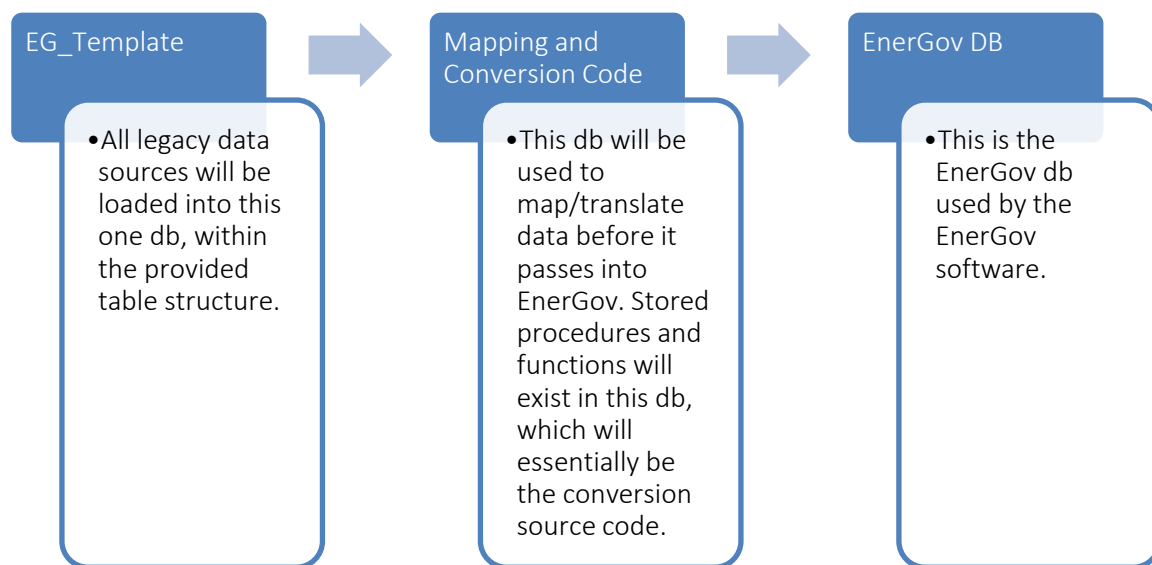 EG_Template
•All legacy data
sources will be
loaded into this
one db, within
the provided
table structure.
Mapping and
Conversion Code
•This db will be
used to
map/translate
data before it
passes into
EnerGov. Stored
procedures and
functions will
exist in this db,
which will
essentially be
the conversion
source code.
EnerGov DB
•This is the
EnerGov db
used by the
EnerGov
software.